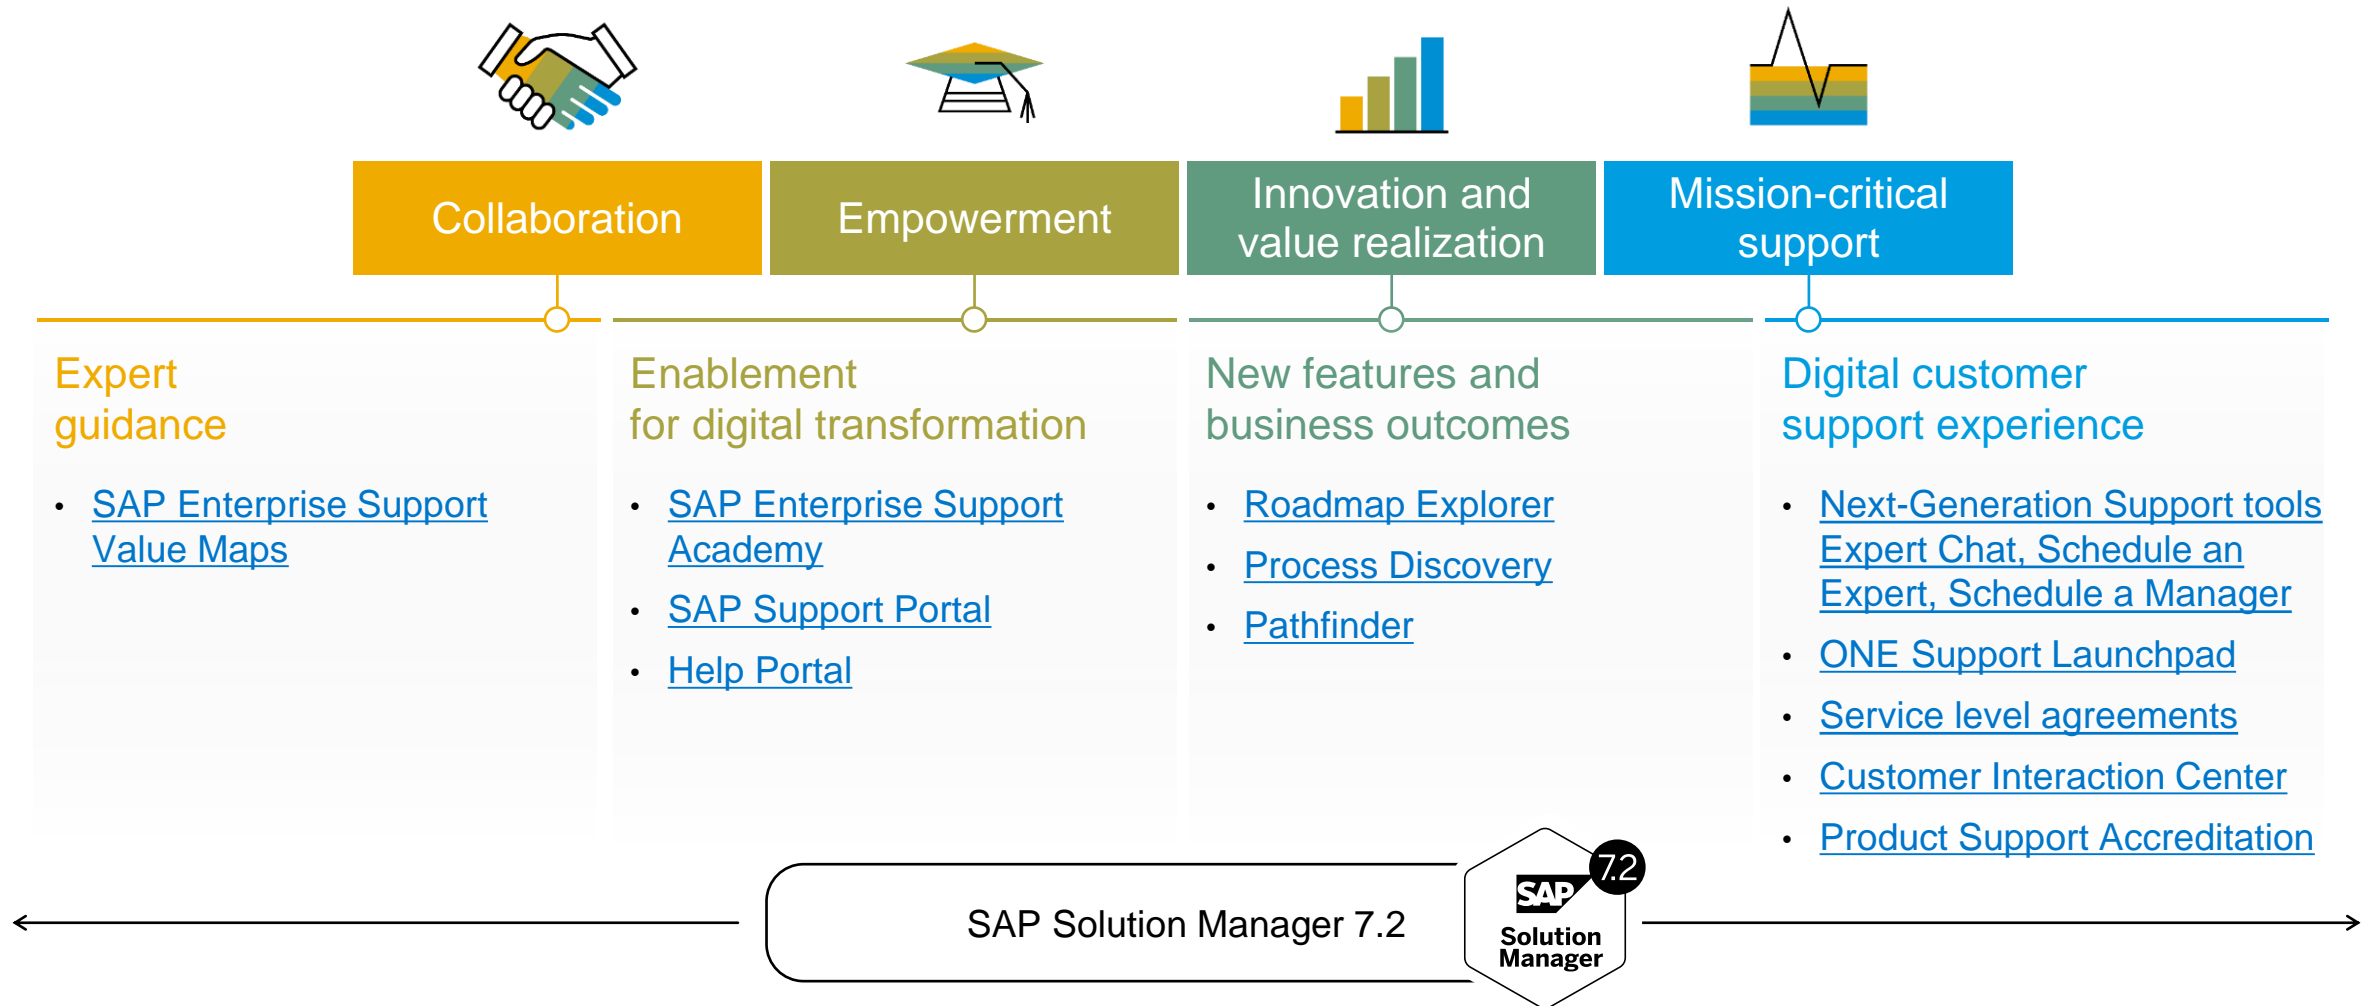 Collaboration
Empowerment
Innovation and
value realization
Mission-critical
support
Expert
guidance
• SAP Enterprise Support
Value Maps
Enablement
for digital transformation
• SAP Enterprise Support
Academy
• SAP Support Portal
• Help Portal
New features and
business outcomes
• Roadmap Explorer
• Process Discovery
• Pathfinder
Digital customer
support experience
• Next-Generation Support tools
Expert Chat, Schedule an
Expert, Schedule a Manager
• ONE Support Launchpad
• Service level agreements
• Customer Interaction Center
• Product Support Accreditation
SAP Solution Manager 7.2
7.2
SAP
Solution
Manager